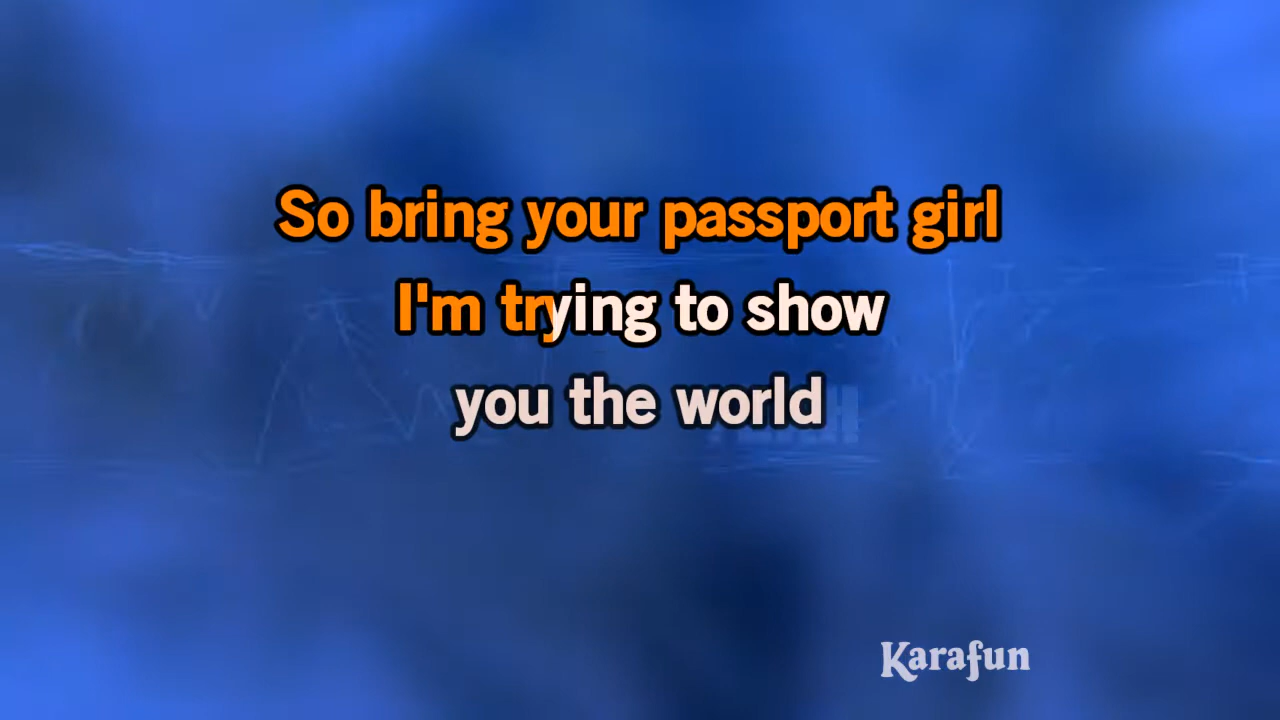 So bring your passport girl
I'm trying to show
you the world
Karafun